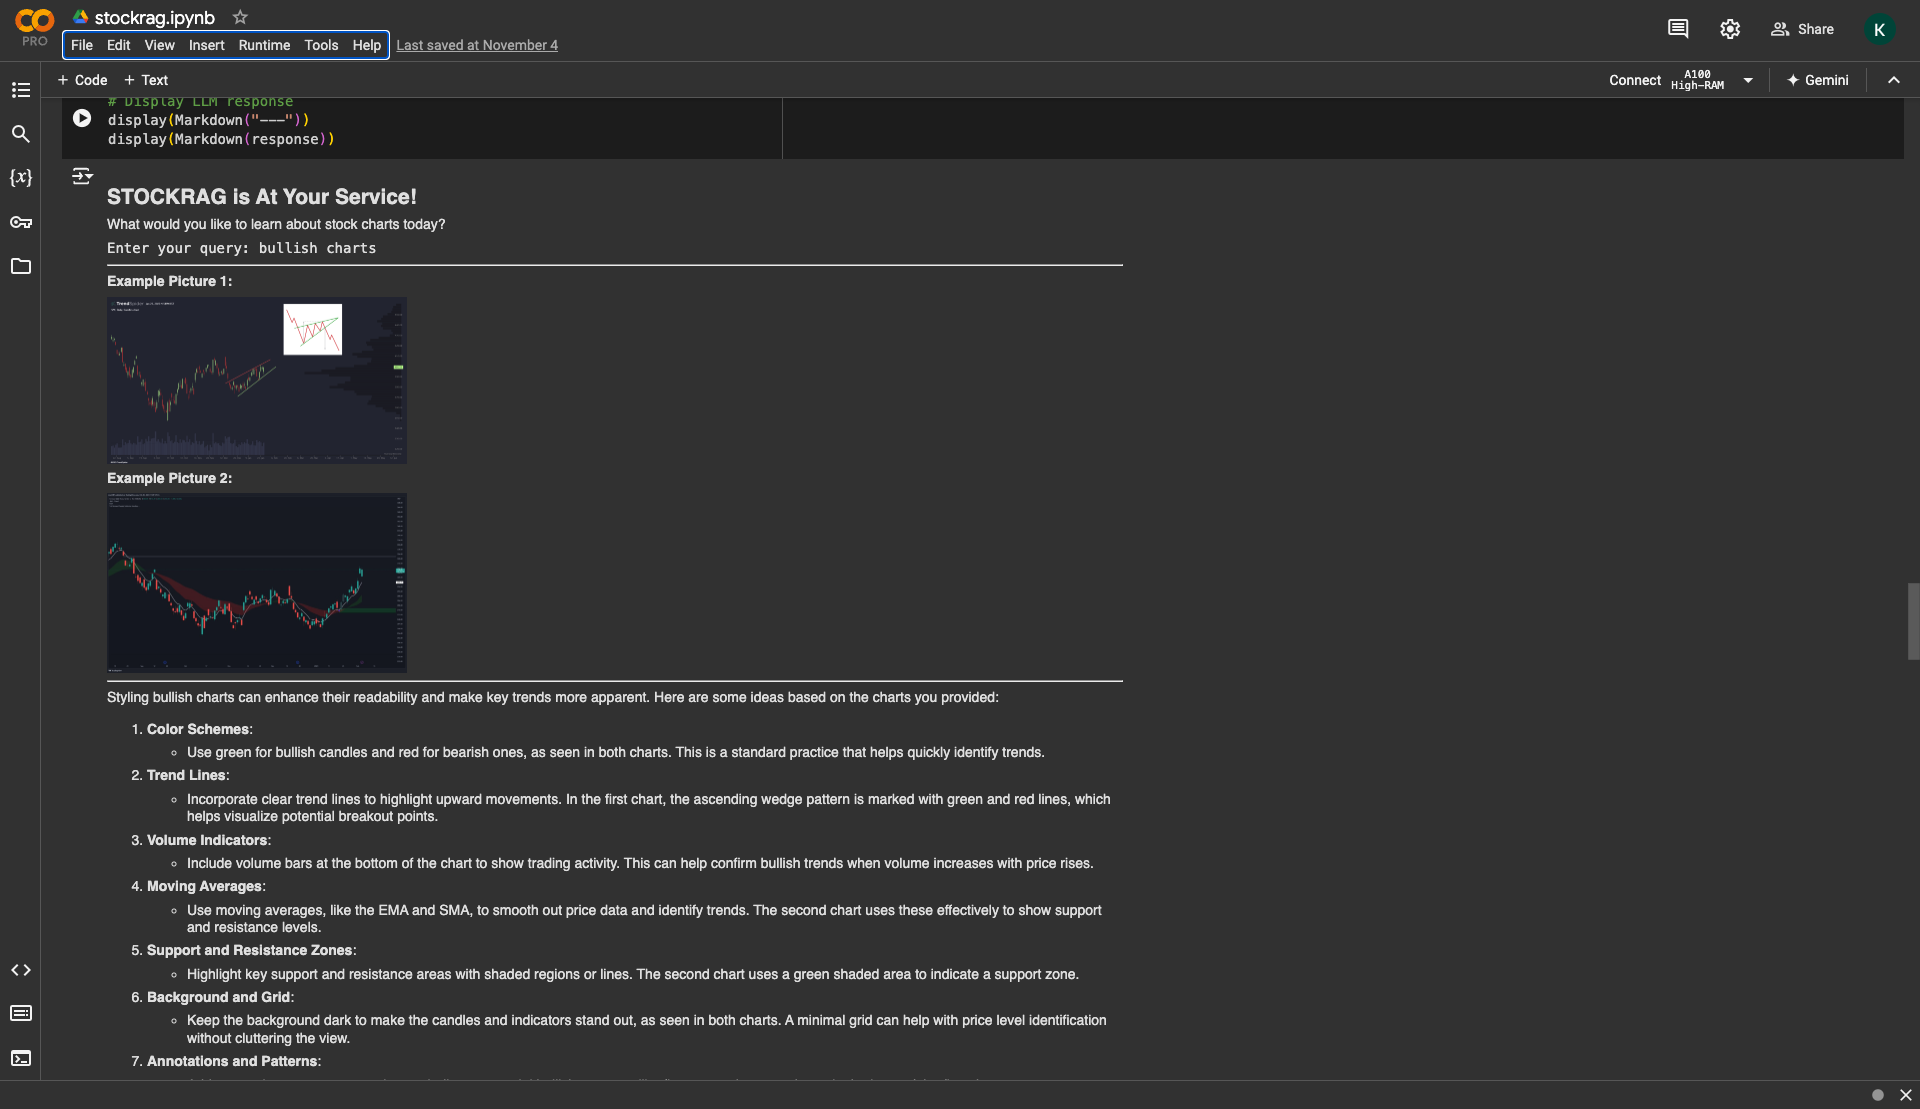 stockrag.ipynb
PRO
File Edit View Insert Runtime Tools Help Last saved at November 4
Share
K
+ Code + Text
Connect A100 High-RAM
Gemini
# Display LLM response
display(Markdown("---"))
display(Markdown(response))
{x}
STOCKRAG is At Your Service!
What would you like to learn about stock charts today?
Enter your query: bullish charts
Example Picture 1:
Example Picture 2:
Styling bullish charts can enhance their readability and make key trends more apparent. Here are some ideas based on the charts you provided:
1. Color Schemes:
Use green for bullish candles and red for bearish ones, as seen in both charts. This is a standard practice that helps quickly identify trends.
2. Trend Lines:
Incorporate clear trend lines to highlight upward movements. In the first chart, the ascending wedge pattern is marked with green and red lines, which
helps visualize potential breakout points.
3. Volume Indicators:
Include volume bars at the bottom of the chart to show trading activity. This can help confirm bullish trends when volume increases with price rises.
4. Moving Averages:
Use moving averages, like the EMA and SMA, to smooth out price data and identify trends. The second chart uses these effectively to show support
and resistance levels.
5. Support and Resistance Zones:
Highlight key support and resistance areas with shaded regions or lines. The second chart uses a green shaded area to indicate a support zone.
6. Background and Grid:
Keep the background dark to make the candles and indicators stand out, as seen in both charts. A minimal grid can help with price level identification
without cluttering the view.
7. Annotations and Patterns: